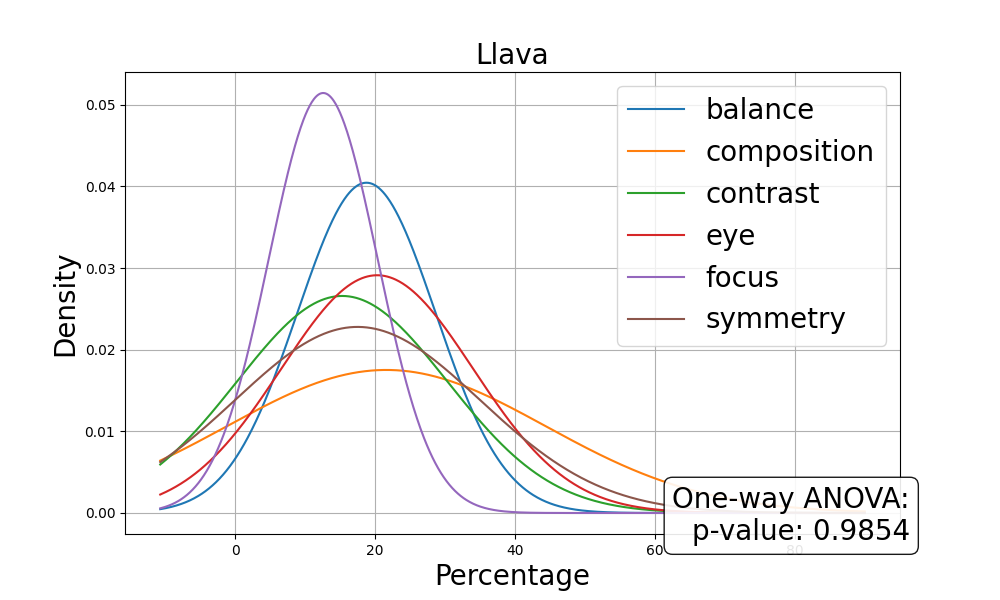 Llava
Density
0.05
0.04
0.03
0.02
0.01
0.00
balance
composition
contrast
eye
focus
symmetry
One-way ANOVA:
p-value: 0.9854
0 20 40 60 80
Percentage